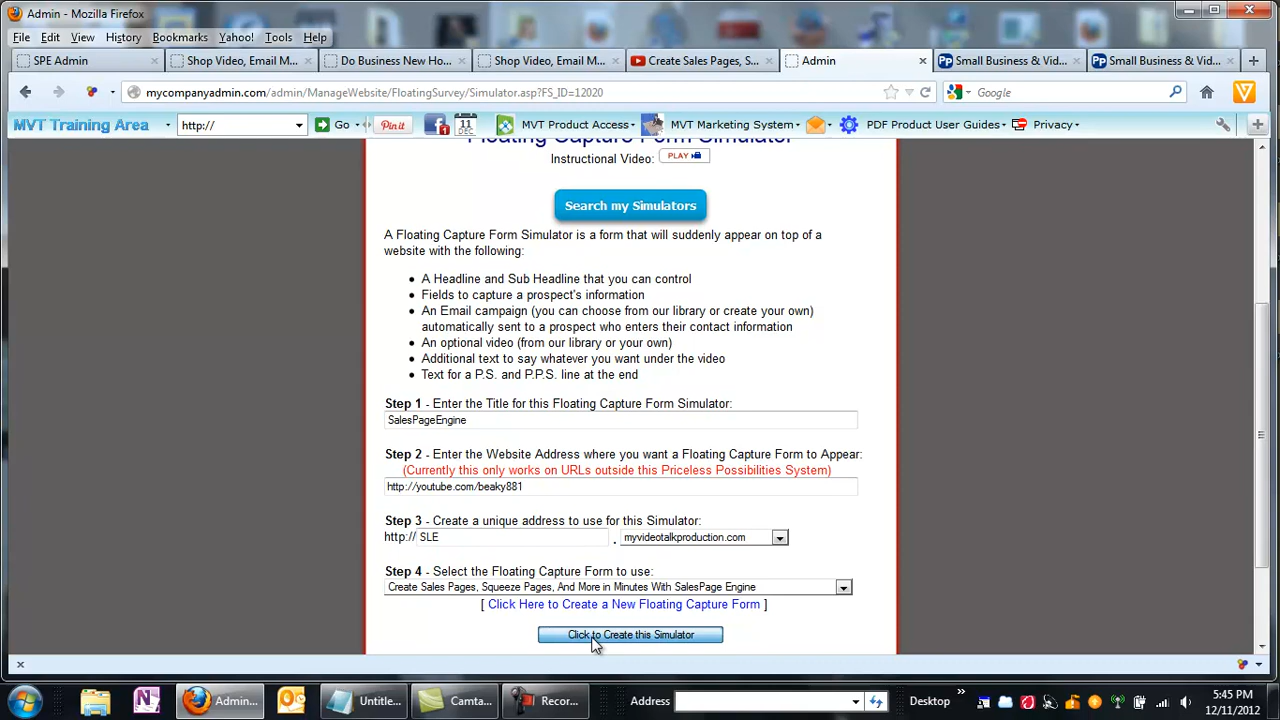 Admin - Mozilla Firefox
File Edit View History Bookmarks Yahoo! Tools Help
SPE Admin
Shop Video, Email M...
Do Business New Ho...
Shop Video, Email M...
Create Sales Pages, S...
Admin
Small Business & Vid...
Small Business & Vid...
mycompanyadmin.com/admin/ManageWebsite/FloatingSurvey/Simulator.asp?FS_ID=12020
Google
MVT Training Area
http://
Go
Pin it
11 DEC
MVT Product Access
MVT Marketing System
PDF Product User Guides
Privacy
Floating Capture Form Simulator
Instructional Video: PLAY
Search my Simulators
A Floating Capture Form Simulator is a form that will suddenly appear on top of a
website with the following:
• A Headline and Sub Headline that you can control
• Fields to capture a prospect's information
• An Email campaign (you can choose from our library or create your own)
automatically sent to a prospect who enters their contact information
• An optional video (from our library or your own)
• Additional text to say whatever you want under the video
• Text for a P.S. and P.P.S. line at the end
Step 1 - Enter the Title for this Floating Capture Form Simulator:
SalesPageEngine
Step 2 - Enter the Website Address where you want a Floating Capture Form to Appear:
(Currently this only works on URLs outside this Priceless Possibilities System)
http://youtube.com/beaky881
Step 3 - Create a unique address to use for this Simulator:
http:// SLE . myvideotalkproduction.com
Step 4 - Select the Floating Capture Form to use:
Create Sales Pages, Squeeze Pages, And More in Minutes With SalesPage Engine
[ Click Here to Create a New Floating Capture Form ]
Click to Create this Simulator
Admin...
Untitle...
Camta...
Recor...
Address
Desktop
5:45 PM
12/11/2012